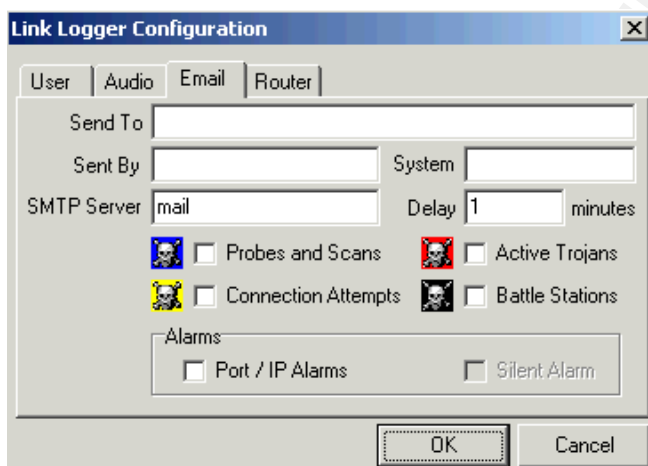 Link Logger Configuration
User Audio Email Router
Send To
Sent By System
SMTP Server mail Delay 1 minutes
Probes and Scans Active Trojans
Connection Attempts Battle Stations
Alarms
Port / IP Alarms Silent Alarm
OK Cancel